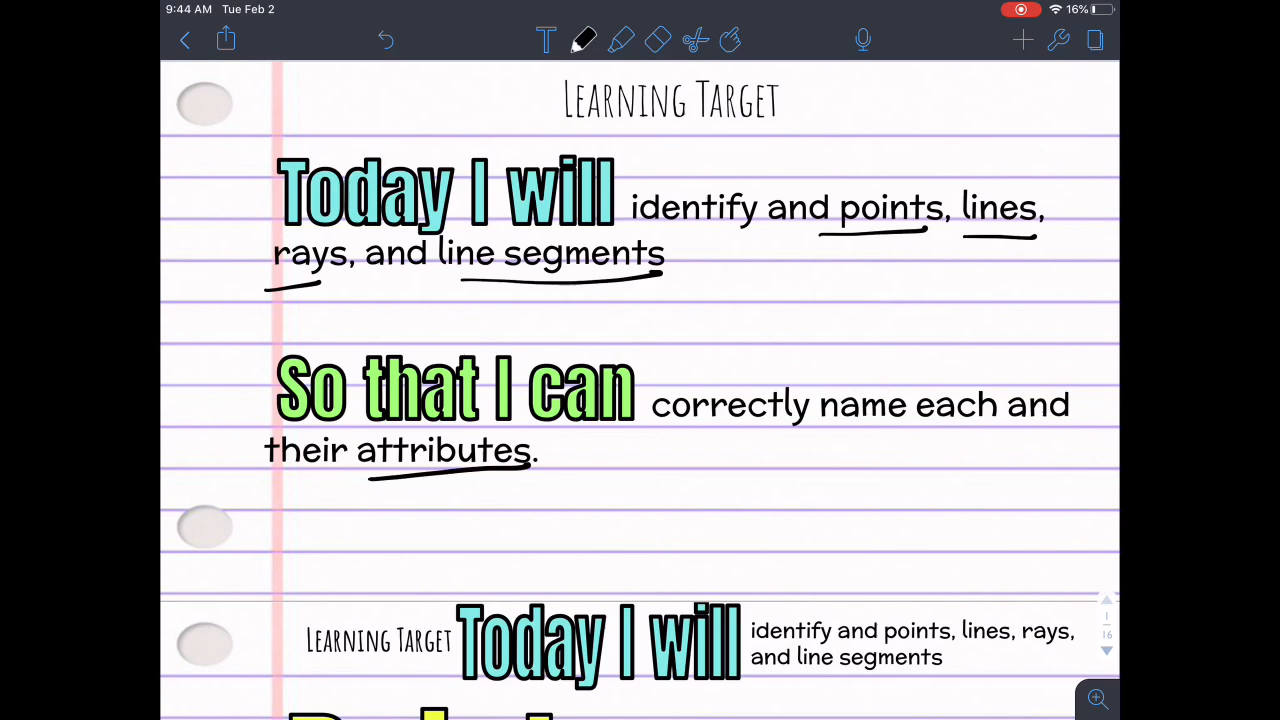 9:44 AM Tue Feb 2 16%
T
Learning Target
Today I will identify and points, lines,
rays, and line segments
So that I can correctly name each and
their attributes.
1
16
Learning Target Today I will identify and points, lines, rays,
and line segments